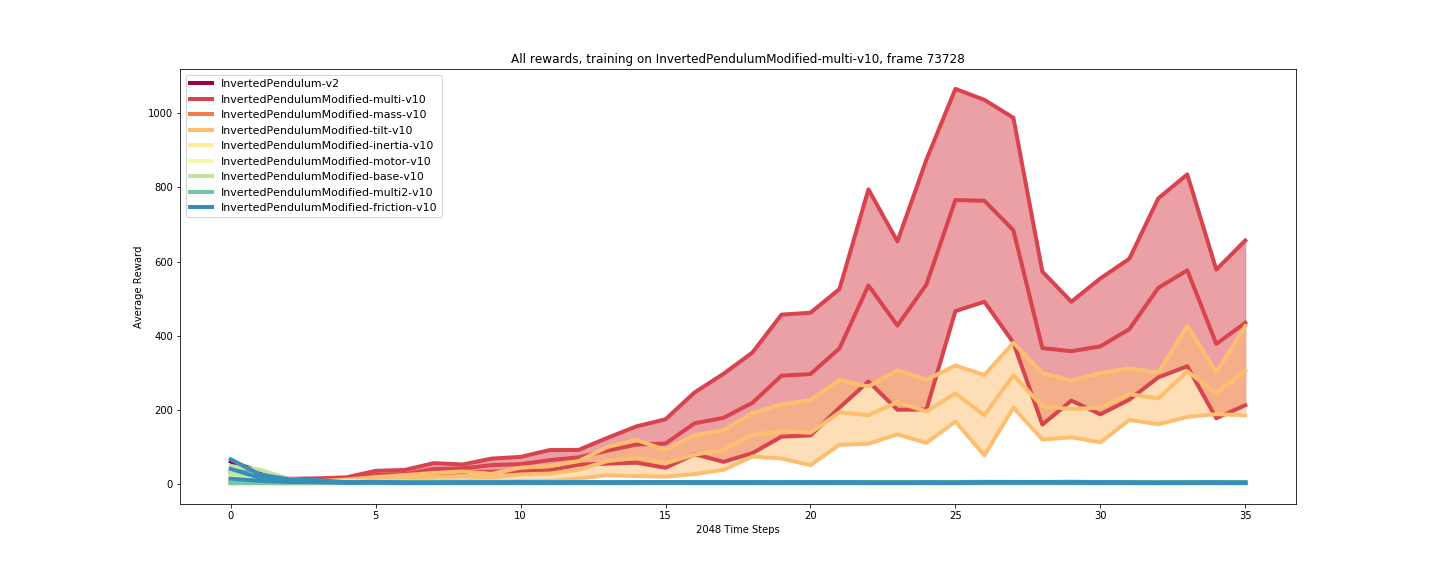 All rewards, training on InvertedPendulumModified-multi-v10, frame 73728
InvertedPendulum-v2
InvertedPendulumModified-multi-v10
InvertedPendulumModified-mass-v10
InvertedPendulumModified-tilt-v10
InvertedPendulumModified-inertia-v10
InvertedPendulumModified-motor-v10
InvertedPendulumModified-base-v10
InvertedPendulumModified-multi2-v10
InvertedPendulumModified-friction-v10
Average Reward
1000
800
600
400
200
0
0 5 10 15 20 25 30 35
2048 Time Steps